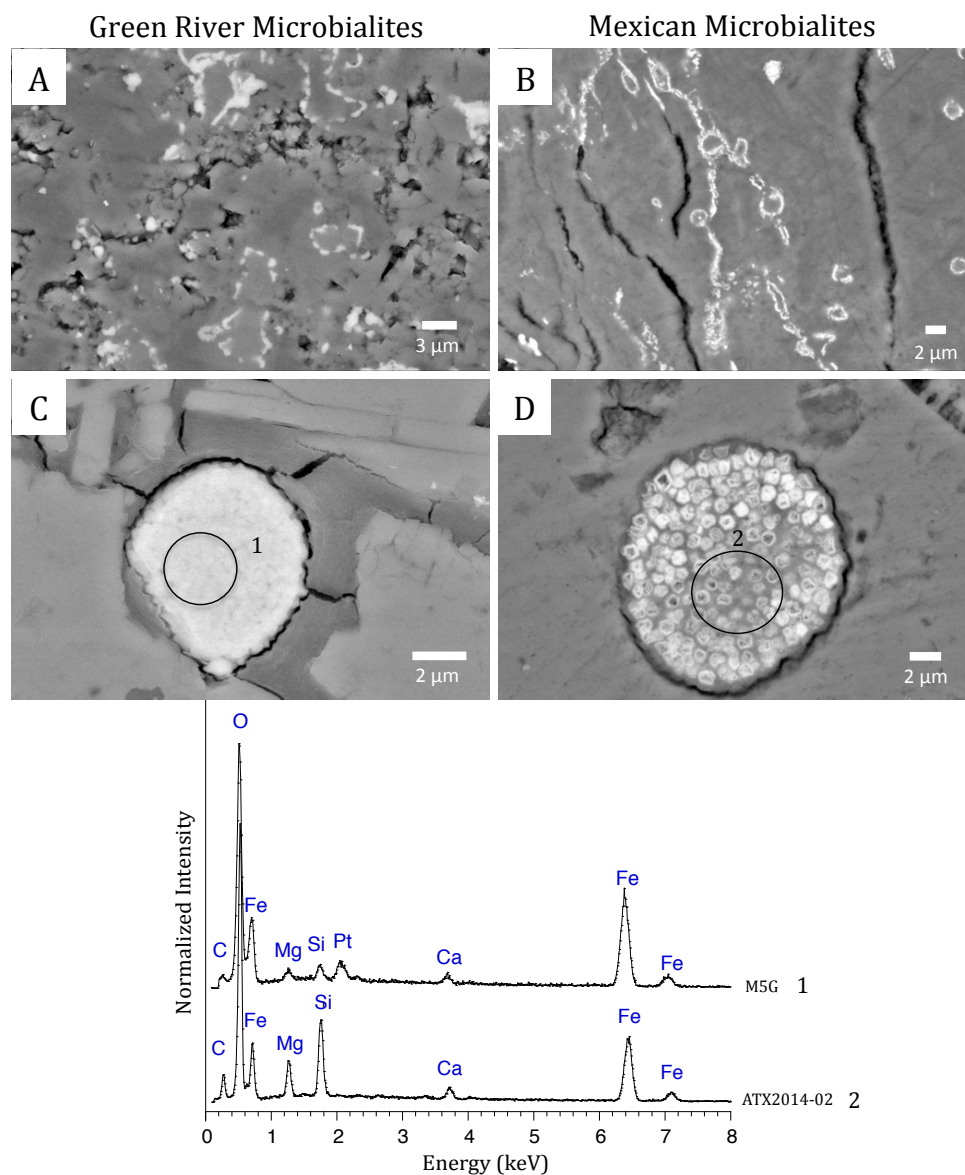 Green River Microbialites Mexican Microbialites
A B
3 µm 2 µm
C D
1 2
2 µm 2 µm
Normalized Intensity
O
C Fe Mg Si Pt Ca Fe Fe
M5G 1
C Fe Mg Si Ca Fe Fe
ATX2014-02 2
0 1 2 3 4 5 6 7 8
Energy (keV)